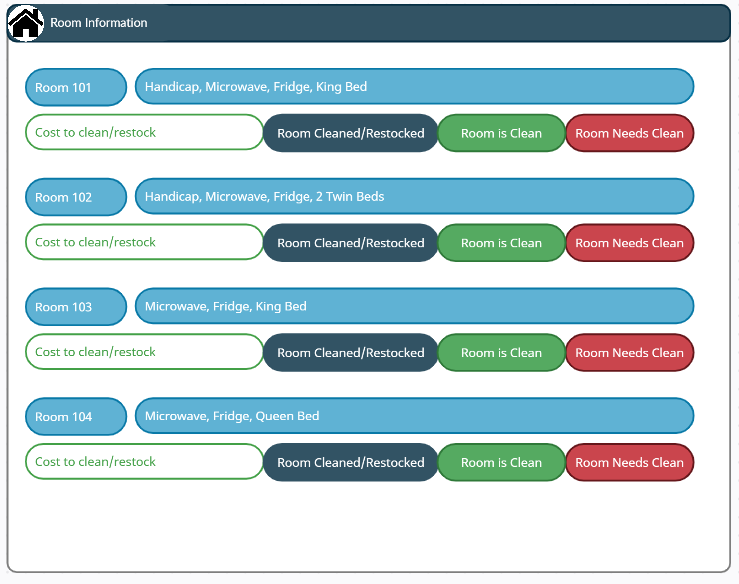 Room Information
Room 101 Handicap, Microwave, Fridge, King Bed
Cost to clean/restock Room Cleaned/Restocked Room is Clean Room Needs Clean
Room 102 Handicap, Microwave, Fridge, 2 Twin Beds
Cost to clean/restock Room Cleaned/Restocked Room is Clean Room Needs Clean
Room 103 Microwave, Fridge, King Bed
Cost to clean/restock Room Cleaned/Restocked Room is Clean Room Needs Clean
Room 104 Microwave, Fridge, Queen Bed
Cost to clean/restock Room Cleaned/Restocked Room is Clean Room Needs Clean